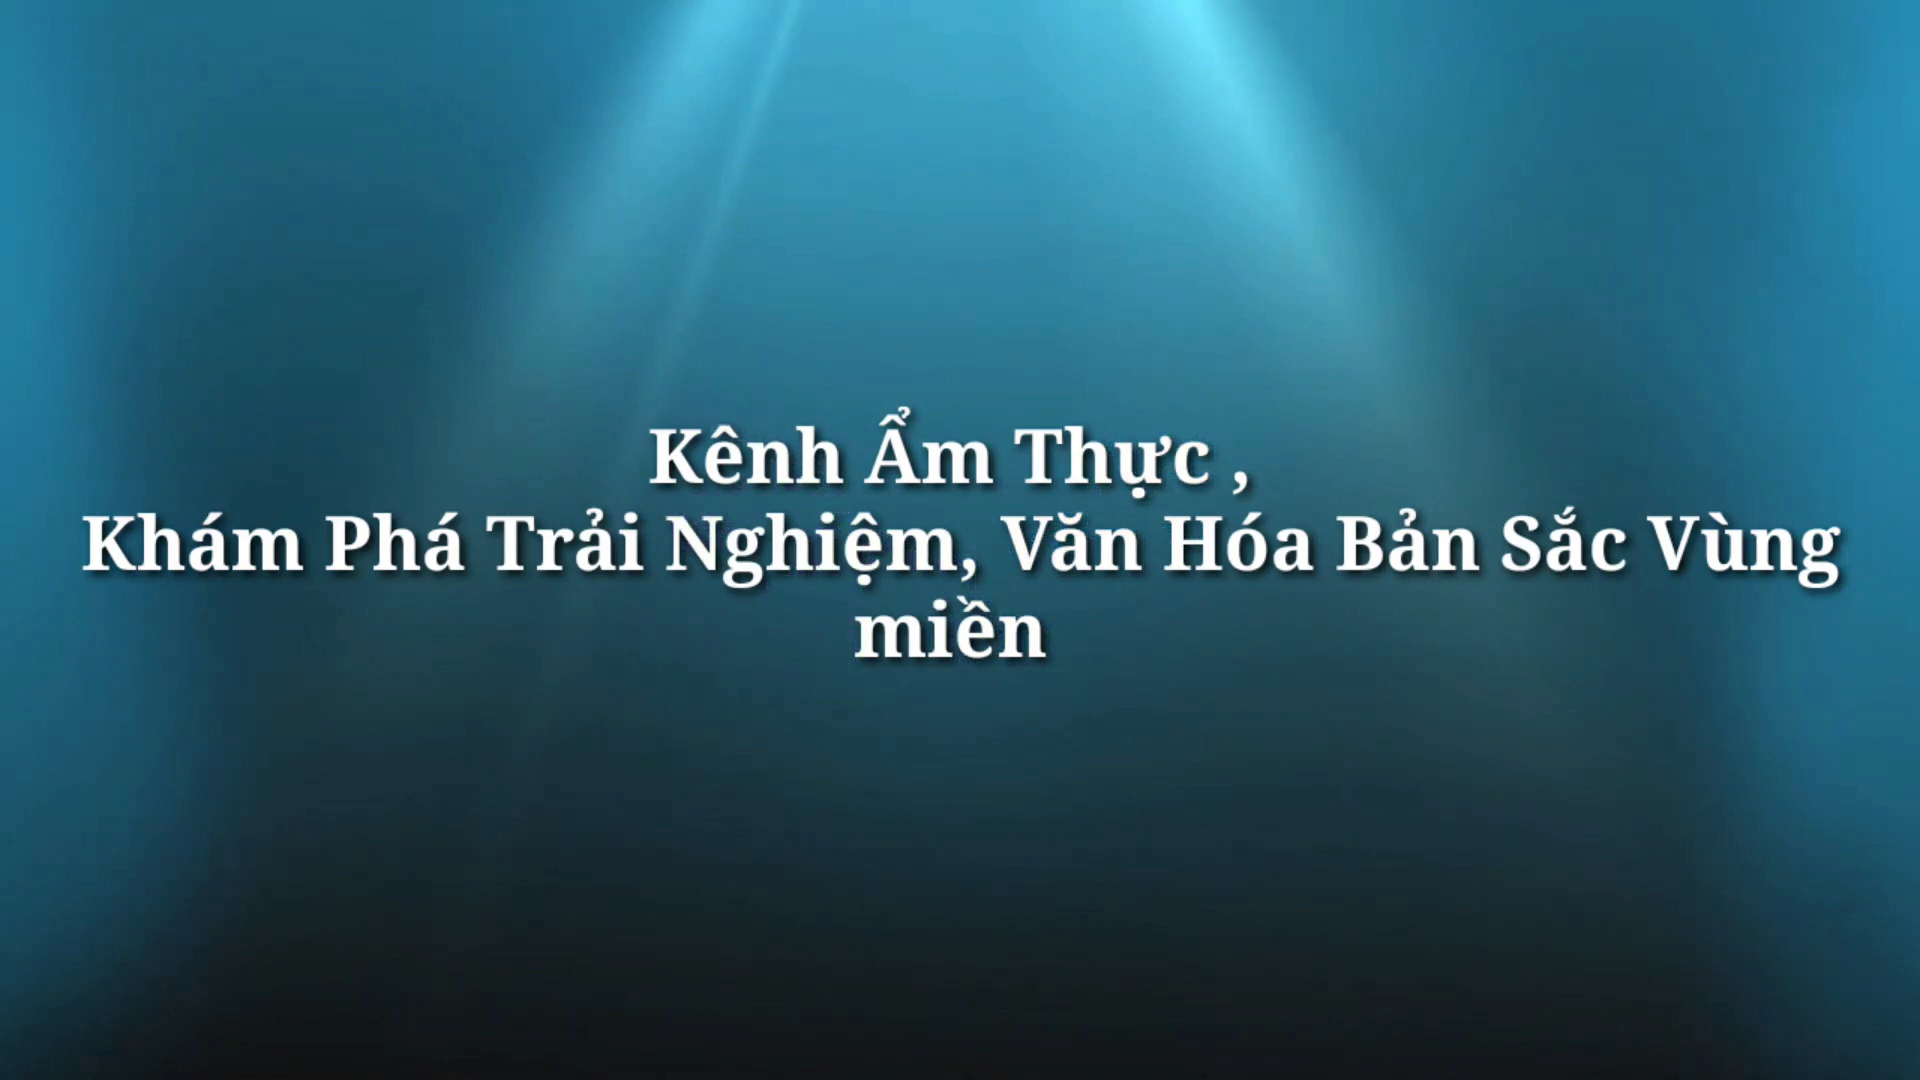 Kênh Ẩm Thực ,
Khám Phá Trải Nghiệm, Văn Hóa Bản Sắc Vùng
miền